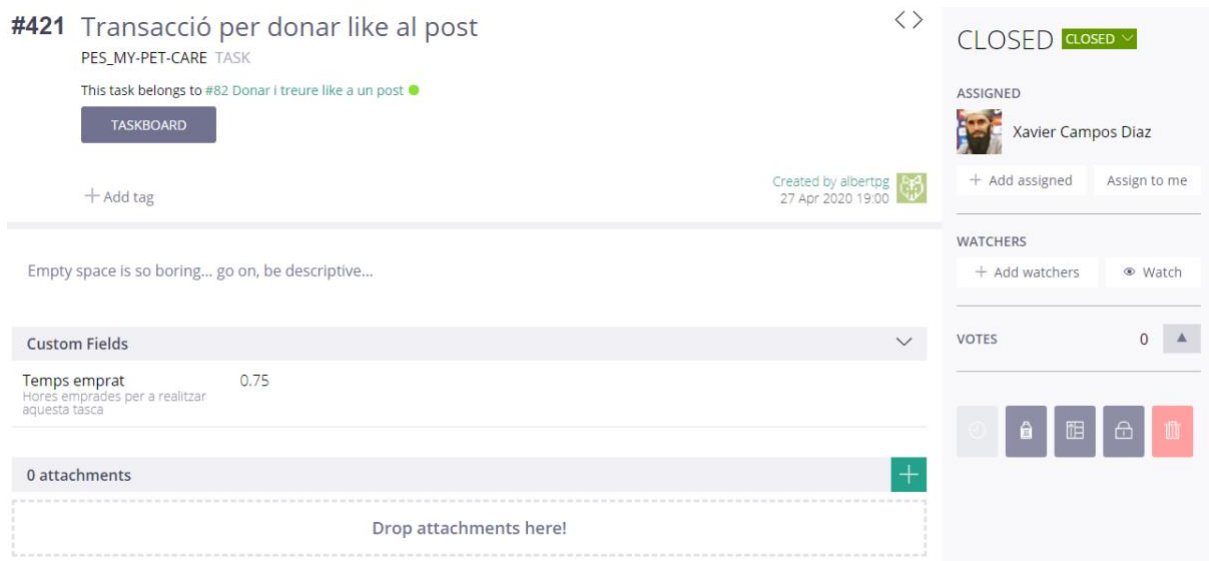 #421 Transacció per donar like al post
PES_MY-PET-CARE TASK
This task belongs to #82 Donar i treure like a un post
TASKBOARD
+ Add tag
Created by albertpg
27 Apr 2020 19:00
Empty space is so boring... go on, be descriptive...
Custom Fields
Temps emprat 0.75
Hores emprades per a realitzar
aquesta tasca
0 attachments
Drop attachments here!
CLOSED CLOSED
ASSIGNED
Xavier Campos Diaz
+ Add assigned Assign to me
WATCHERS
+ Add watchers Watch
VOTES 0